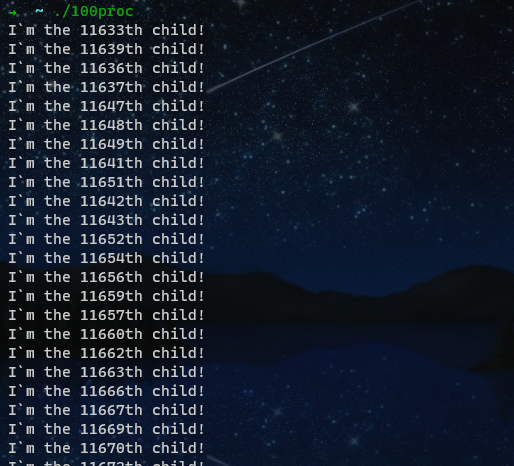 → ~ ./100proc
I`m the 11633th child!
I`m the 11639th child!
I`m the 11636th child!
I`m the 11637th child!
I`m the 11647th child!
I`m the 11648th child!
I`m the 11649th child!
I`m the 11641th child!
I`m the 11651th child!
I`m the 11642th child!
I`m the 11643th child!
I`m the 11652th child!
I`m the 11654th child!
I`m the 11656th child!
I`m the 11659th child!
I`m the 11657th child!
I`m the 11660th child!
I`m the 11662th child!
I`m the 11663th child!
I`m the 11666th child!
I`m the 11667th child!
I`m the 11669th child!
I`m the 11670th child!
I`m the 11672th child!